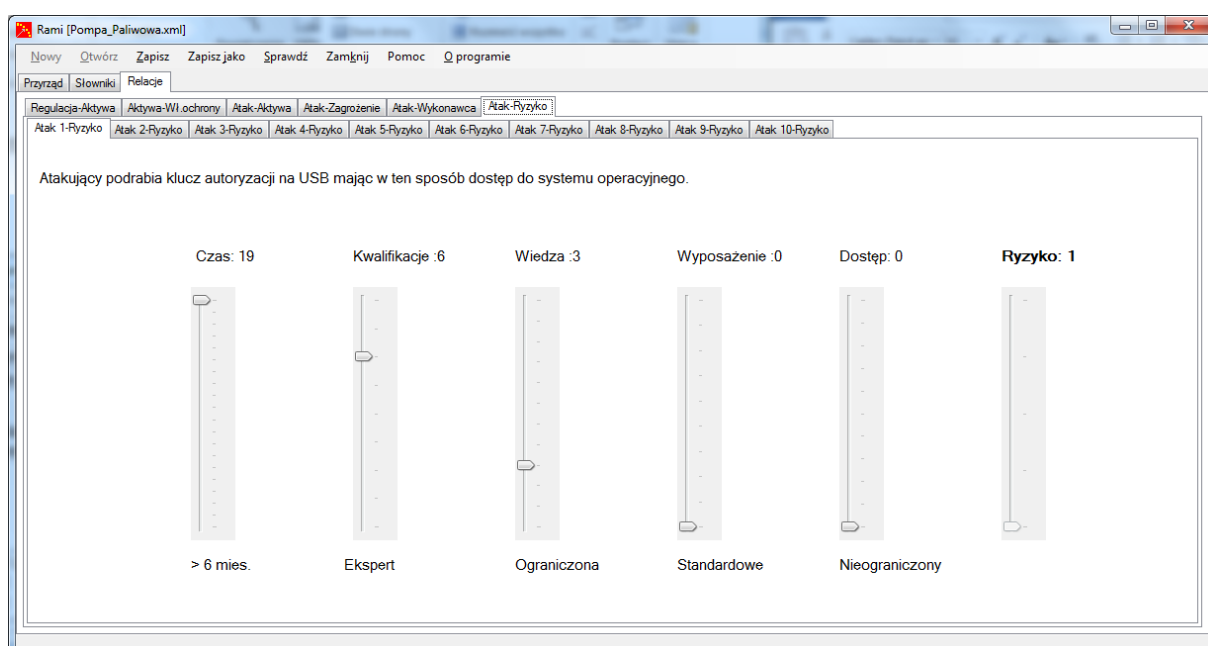 Rami [Pompa_Paliwowa.xml]
Nowy Otwórz Zapisz Zapisz jako Sprawdź Zamknij Pomoc O programie
Przyrząd Słowniki Relacje
Regulacja-Aktywa Aktywa-Wł.ochrony Atak-Aktywa Atak-Zagrożenie Atak-Wykonawca Atak-Ryzyko
Atak 1-Ryzyko Atak 2-Ryzyko Atak 3-Ryzyko Atak 4-Ryzyko Atak 5-Ryzyko Atak 6-Ryzyko Atak 7-Ryzyko Atak 8-Ryzyko Atak 9-Ryzyko Atak 10-Ryzyko
Atakujący podrabia klucz autoryzacji na USB mając w ten sposób dostęp do systemu operacyjnego.
Czas: 19 Kwalifikacje :6 Wiedza :3 Wyposażenie :0 Dostęp: 0 Ryzyko: 1
> 6 mies. Ekspert Ograniczona Standardowe Nieograniczony